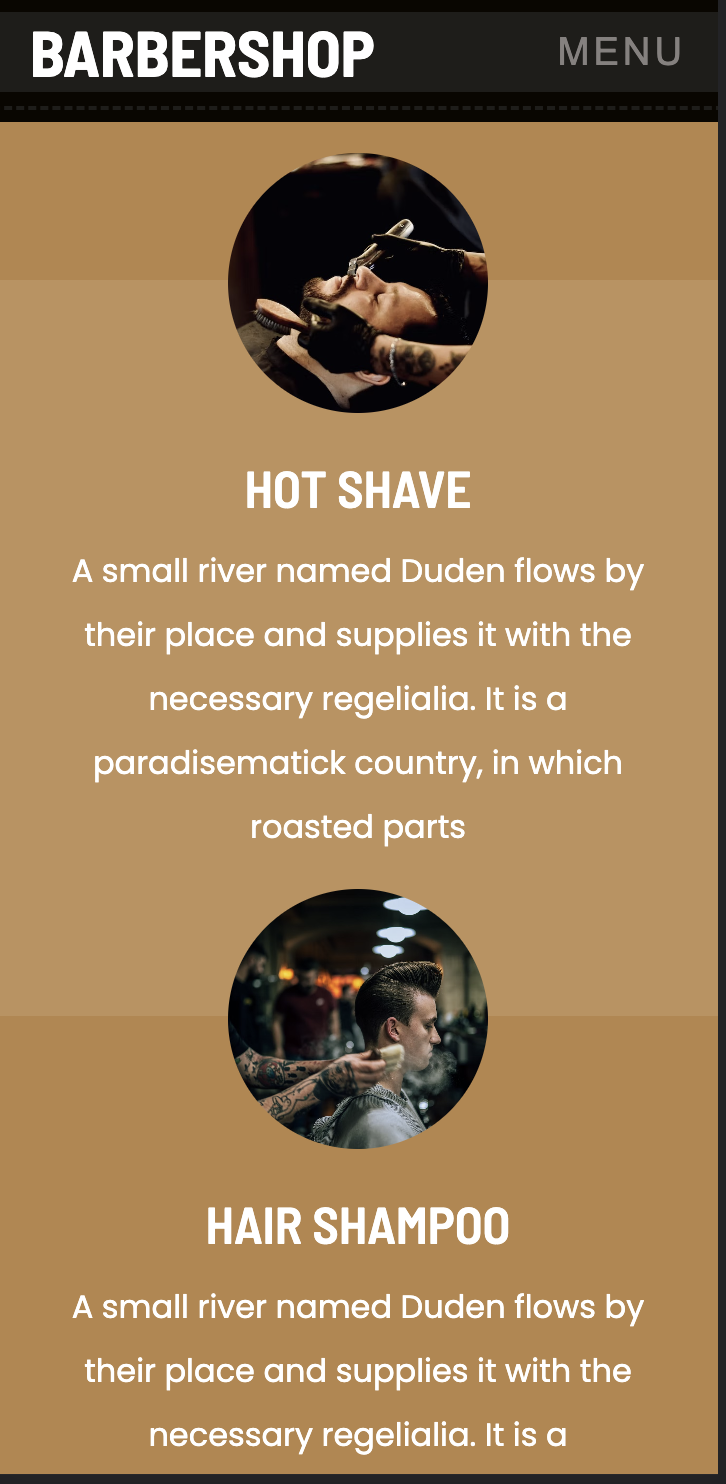 BARBERSHOP
MENU
HOT SHAVE
A small river named Duden flows by
their place and supplies it with the
necessary regelialia. It is a
paradisematick country, in which
roasted parts
HAIR SHAMPOO
A small river named Duden flows by
their place and supplies it with the
necessary regelialia. It is a